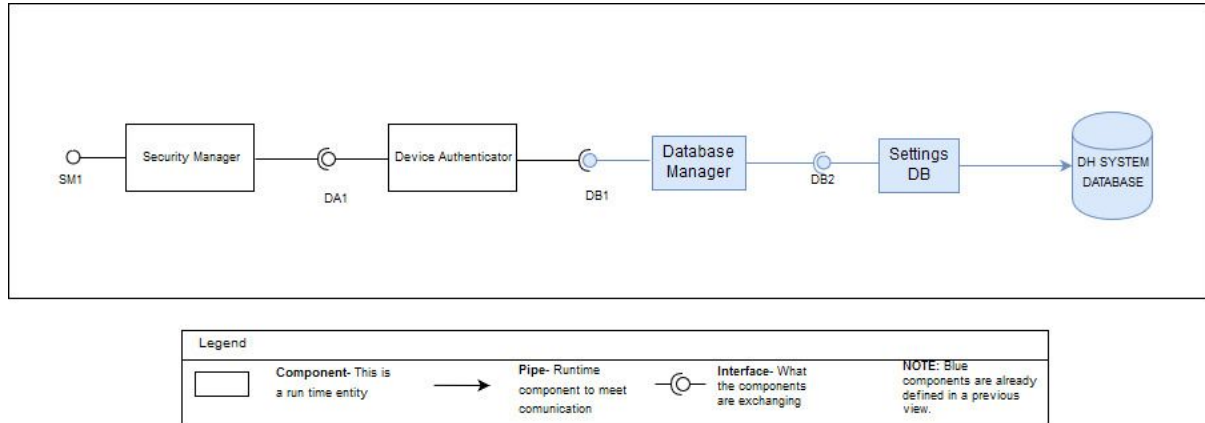 SM1
Security Manager
DA1
Device Authenticator
DB1
Database
Manager
DB2
Settings
DB
DH SYSTEM
DATABASE
Legend
Component- This is
a run time entity
Pipe- Runtime
component to meet
comunication
Interface- What
the components
are exchanging
NOTE: Blue
components are already
defined in a previous
view.